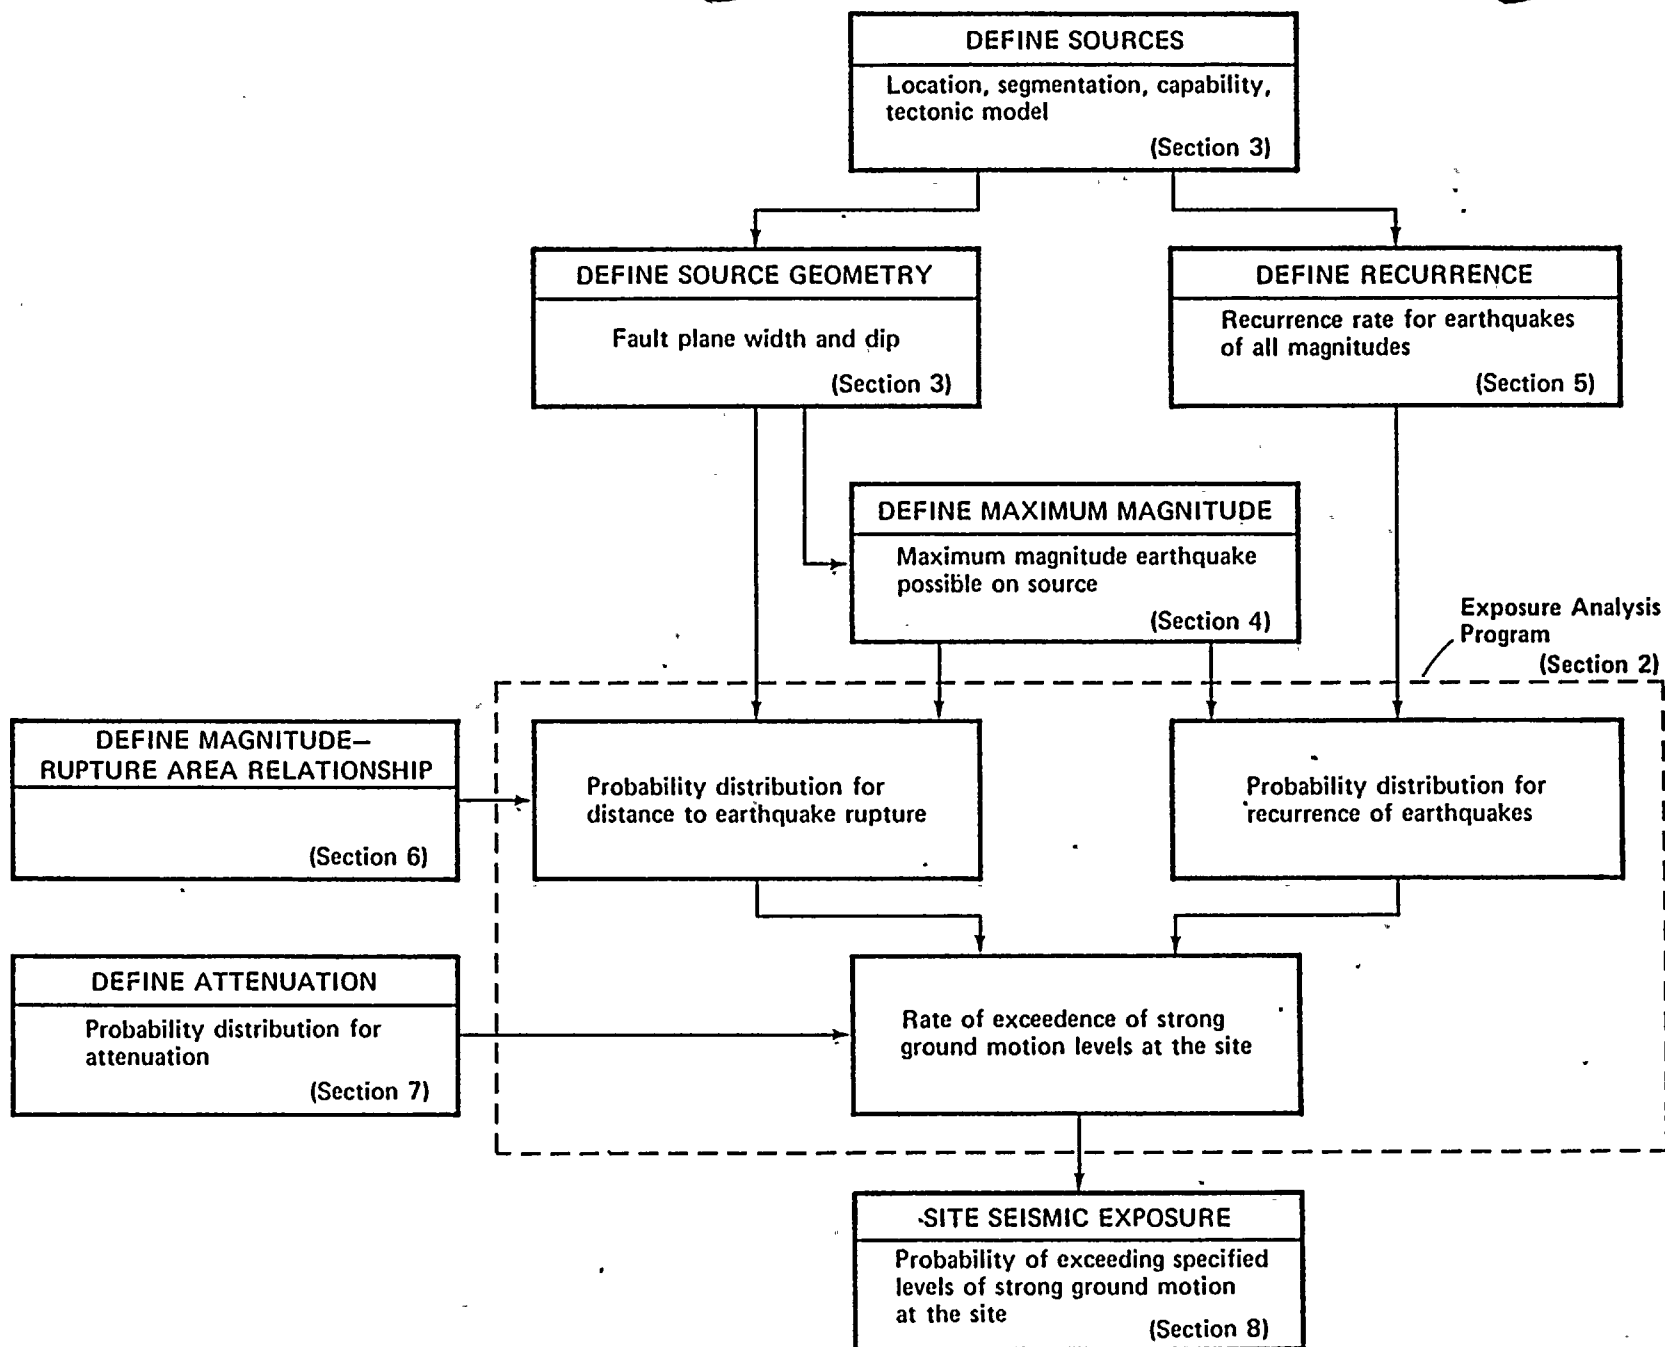 DEFINE SOURCES
Location, segmentation, capability,
tectonic model
(Section 3)
DEFINE SOURCE GEOMETRY
Fault plane width and dip
(Section 3)
DEFINE RECURRENCE
Recurrence rate for earthquakes
of all magnitudes
(Section 5)
DEFINE MAXIMUM MAGNITUDE
Maximum magnitude earthquake
possible on source
(Section 4)
Exposure Analysis
Program
(Section 2)
DEFINE MAGNITUDE–
RUPTURE AREA RELATIONSHIP
(Section 6)
Probability distribution for
distance to earthquake rupture
Probability distribution for
recurrence of earthquakes
DEFINE ATTENUATION
Probability distribution for
attenuation
(Section 7)
Rate of exceedence of strong
ground motion levels at the site
SITE SEISMIC EXPOSURE
Probability of exceeding specified
levels of strong ground motion
at the site
(Section 8)